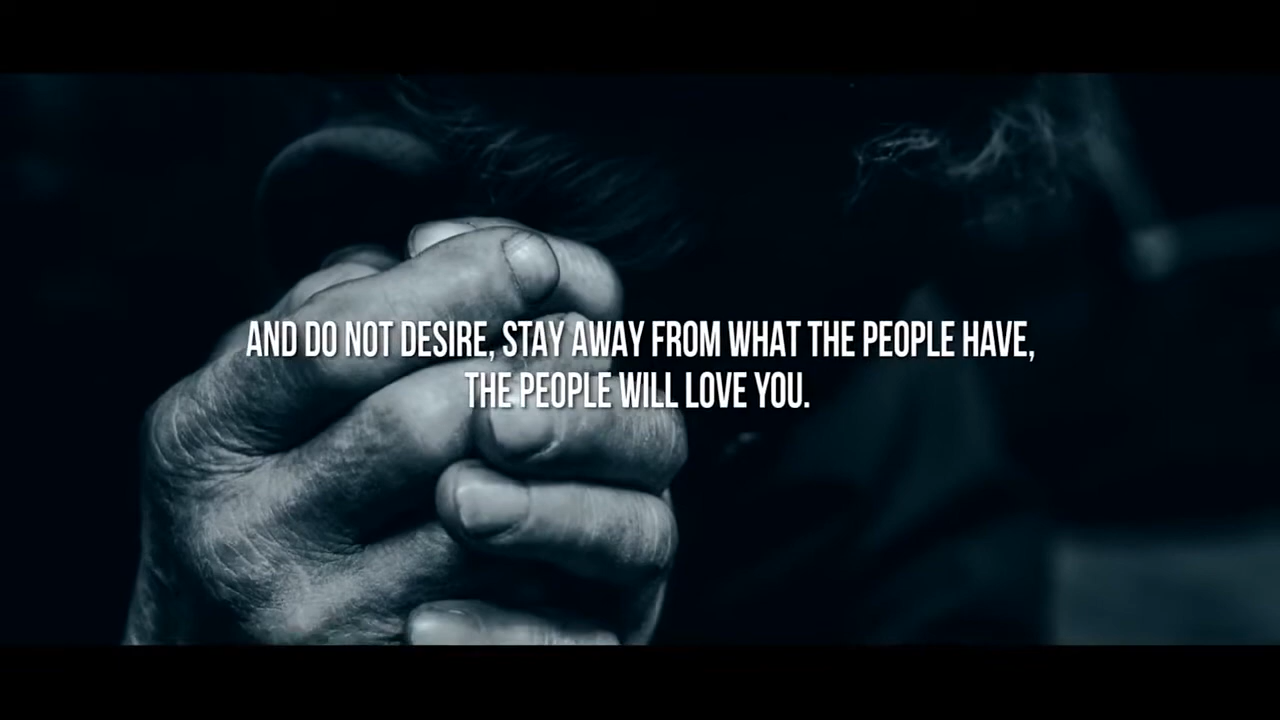 AND DO NOT DESIRE, STAY AWAY FROM WHAT THE PEOPLE HAVE,
THE PEOPLE WILL LOVE YOU.